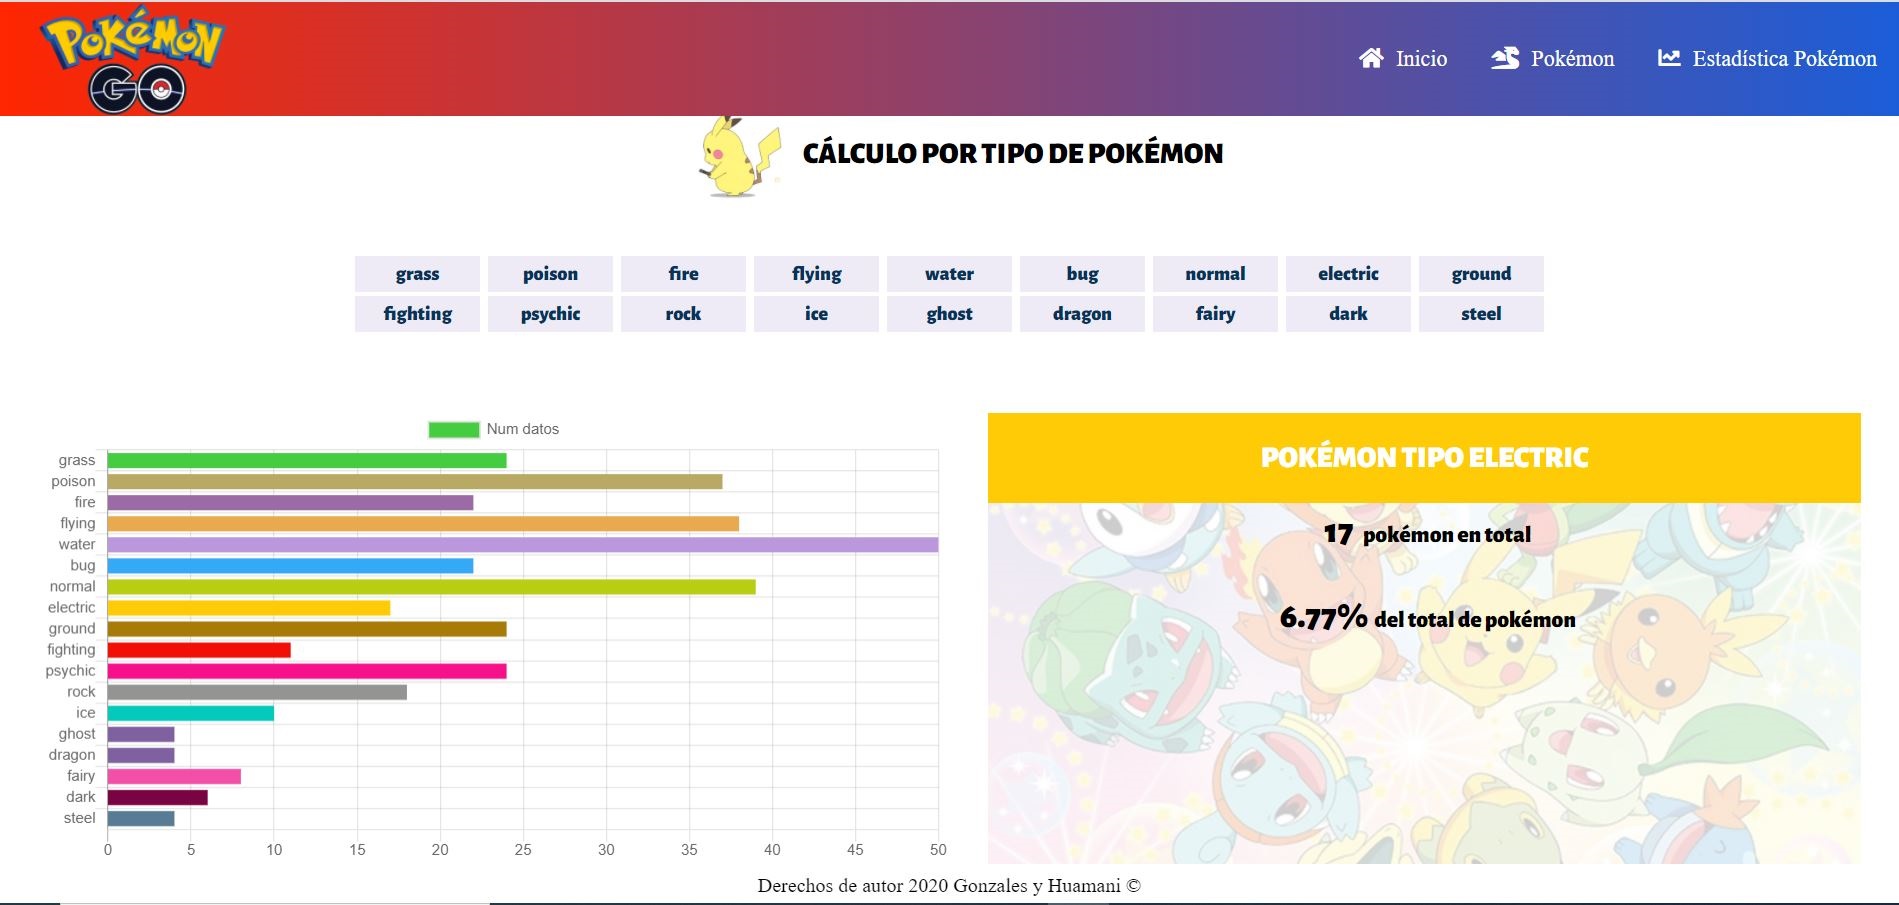 POKÉMON
GO
Inicio Pokémon Estadística Pokémon
CÁLCULO POR TIPO DE POKÉMON
grass poison fire flying water bug normal electric ground
fighting psychic rock ice ghost dragon fairy dark steel
Num datos
grass
poison
fire
flying
water
bug
normal
electric
ground
fighting
psychic
rock
ice
ghost
dragon
fairy
dark
steel
0 5 10 15 20 25 30 35 40 45 50
POKÉMON TIPO ELECTRIC
17 pokémon en total
6.77% del total de pokémon
Derechos de autor 2020 Gonzales y Huamani ©